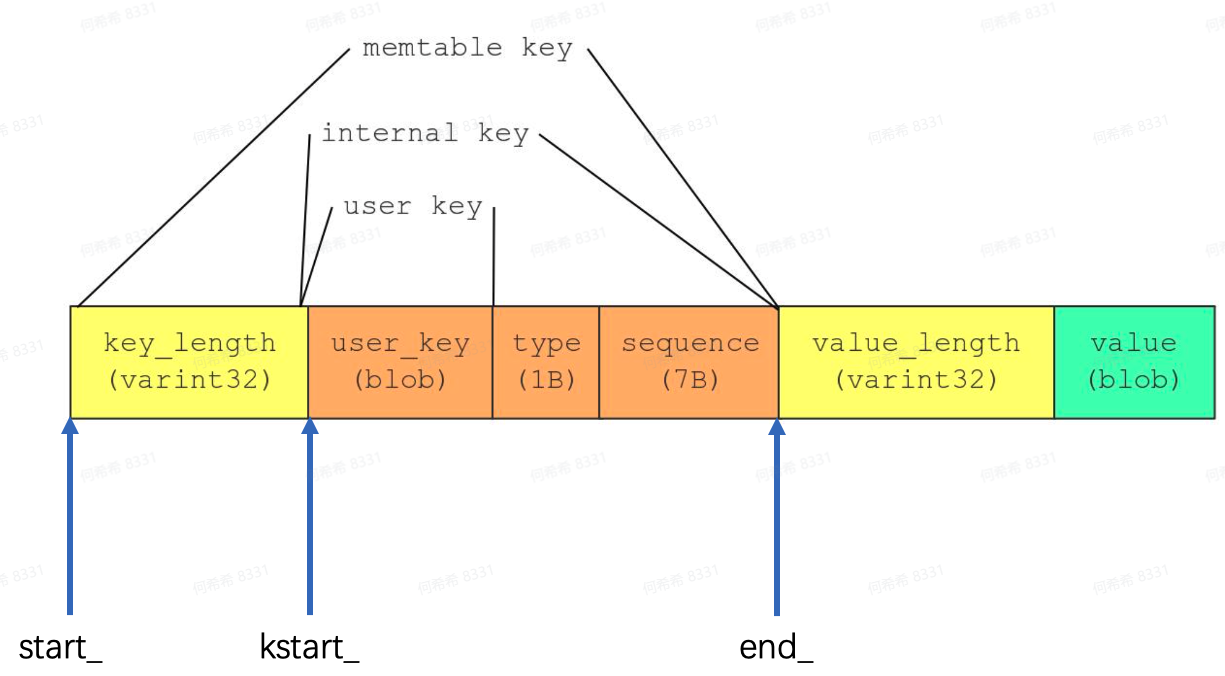 memtable key
internal key
user key
key_length
(varint32)
user_key
(blob)
type
(1B)
sequence
(7B)
value_length
(varint32)
value
(blob)
start_
kstart_
end_
何希希 8331